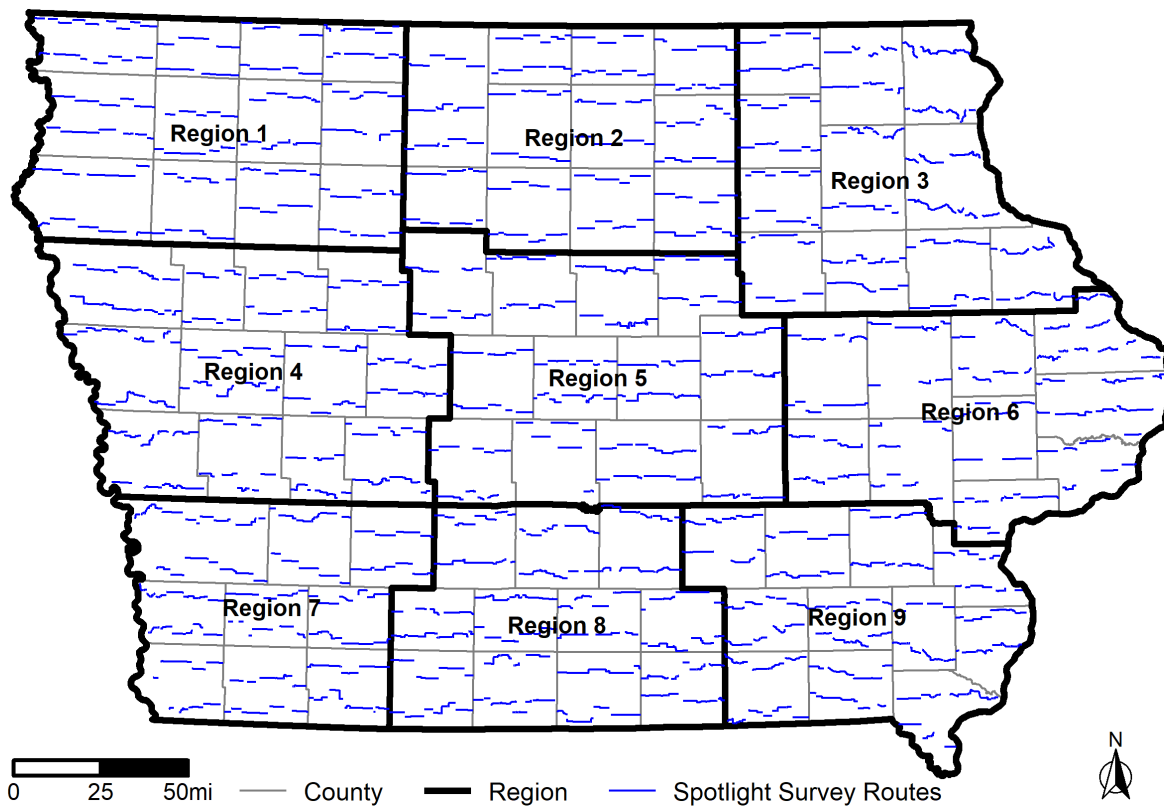 Region 1
Region 2
Region 3
Region 4
Region 5
Region 6
Region 7
Region 8
Region 9
N
0 25 50mi
County Region Spotlight Survey Routes